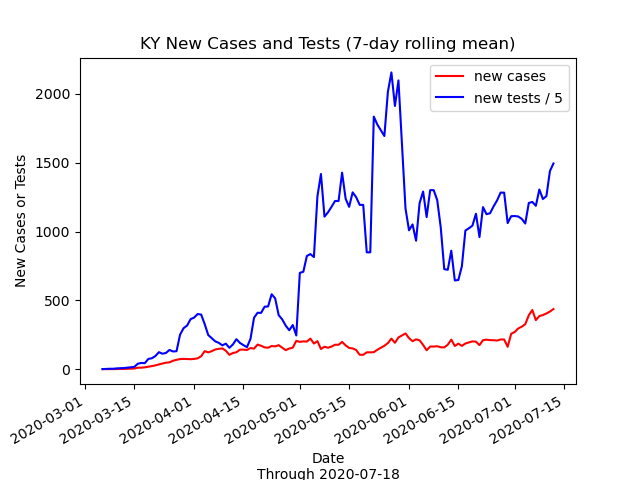 KY New Cases and Tests (7-day rolling mean)
new cases
new tests / 5
New Cases or Tests
2000
1500
1000
500
0
2020-03-01
2020-03-15
2020-04-01
2020-04-15
2020-05-01
2020-05-15
2020-06-01
2020-06-15
2020-07-01
2020-07-15
Date
Through 2020-07-18